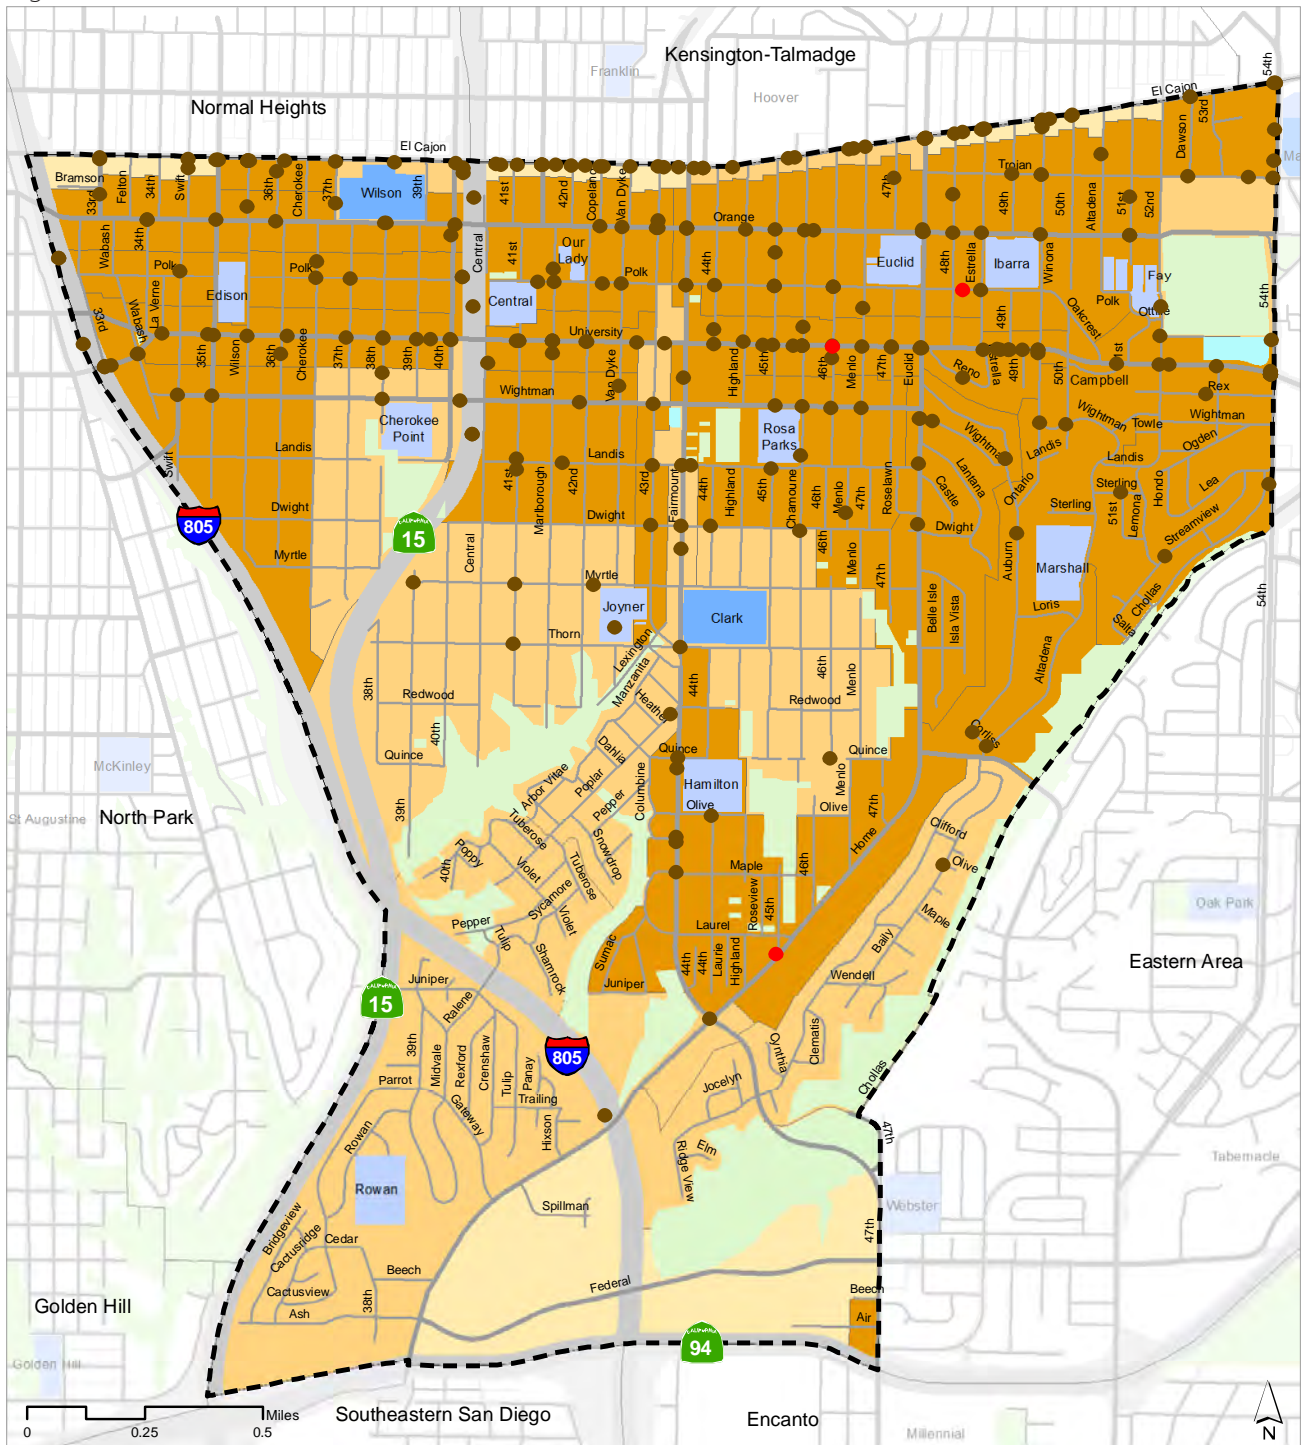 Kensington-Talmadge
Franklin
Hoover
Normal Heights
El Cajon
El Cajon
54th
53rd
Dawson
Trojan
Bramson
33rd
Felton
34th
Swift
36th
Cherokee
37th
Wilson
39th
41st
42nd
Copeland
Van Dyke
47th
49th
50th
Altadena
51st
52nd
Orange
Wabash
34th
Polk
Polk
Central
41st
Our
Lady
Polk
44th
Euclid
48th
Estrella
Ibarra
Winona
Fay
Polk
Edison
La Verne
Wabash
33rd
Central
University
Oakcrest
Ottilie
54th
49th
35th
Wilson
36th
Cherokee
37th
38th
39th
40th
Van Dyke
Highland
45th
46th
Menlo
47th
Euclid
Reno
49th
50th
51st
Campbell
Rex
Wightman
Cherokee
Point
Rosa
Parks
Wightman
Towle
Wightman
Ogden
Landis
Landis
Landis
Landis
Swift
41st
Marlborough
42nd
43rd
Fairmount
44th
Highland
45th
Chamoune
46th
Menlo
47th
Roselawn
Castle
Lantana
Ontario
Sterling
Sterling
51st
Lemona
Hondo
Lea
Streamview
805
CALIFORNIA
15
Dwight
Dwight
Dwight
Myrtle
Central
Myrtle
46th
Menlo
47th
Auburn
Marshall
Belle Isle
Isla Vista
Loris
Chollas
Salta
54th
Joyner
Clark
Thorn
Lexington
Manzanita
Heather
38th
Redwood
40th
44th
46th
Menlo
Redwood
Altadena
Corliss
Quince
Quince
Quince
Dahlia
Poplar
Pepper
Arbor Vitae
Columbine
Hamilton
Olive
Olive
Menlo
47th
Home
McKinley
St Augustine
North Park
39th
Tuberose
Poppy
40th
Violet
Snowdrop
Tuberose
Sycamore
Violet
Maple
46th
Roseview
45th
Clifford
Olive
Maple
Baily
Wendell
Oak Park
Eastern Area
Pepper
Tulip
Shamrock
Sumac
Juniper
Laurel
44th
44th
Laurie
Highland
CALIFORNIA
15
Juniper
Ralene
39th
Midvale
Rexford
Crenshaw
Tulip
Panay
Trailing
Hixson
Gateway
Parrot
805
Cynthia
Clematis
Jocelyn
Chollas
47th
Rowan
Rowan
Elm
Ridge View
Tabernacle
Webster
Spillman
Bridgeview
Cactusridge
Cedar
Cactusview
Ash
38th
Beech
Federal
47th
Beech
Air
Golden Hill
Golden Hill
CALIFORNIA
94
Southeastern San Diego
Encanto
Millennial
0
0.25
0.5
Miles
N